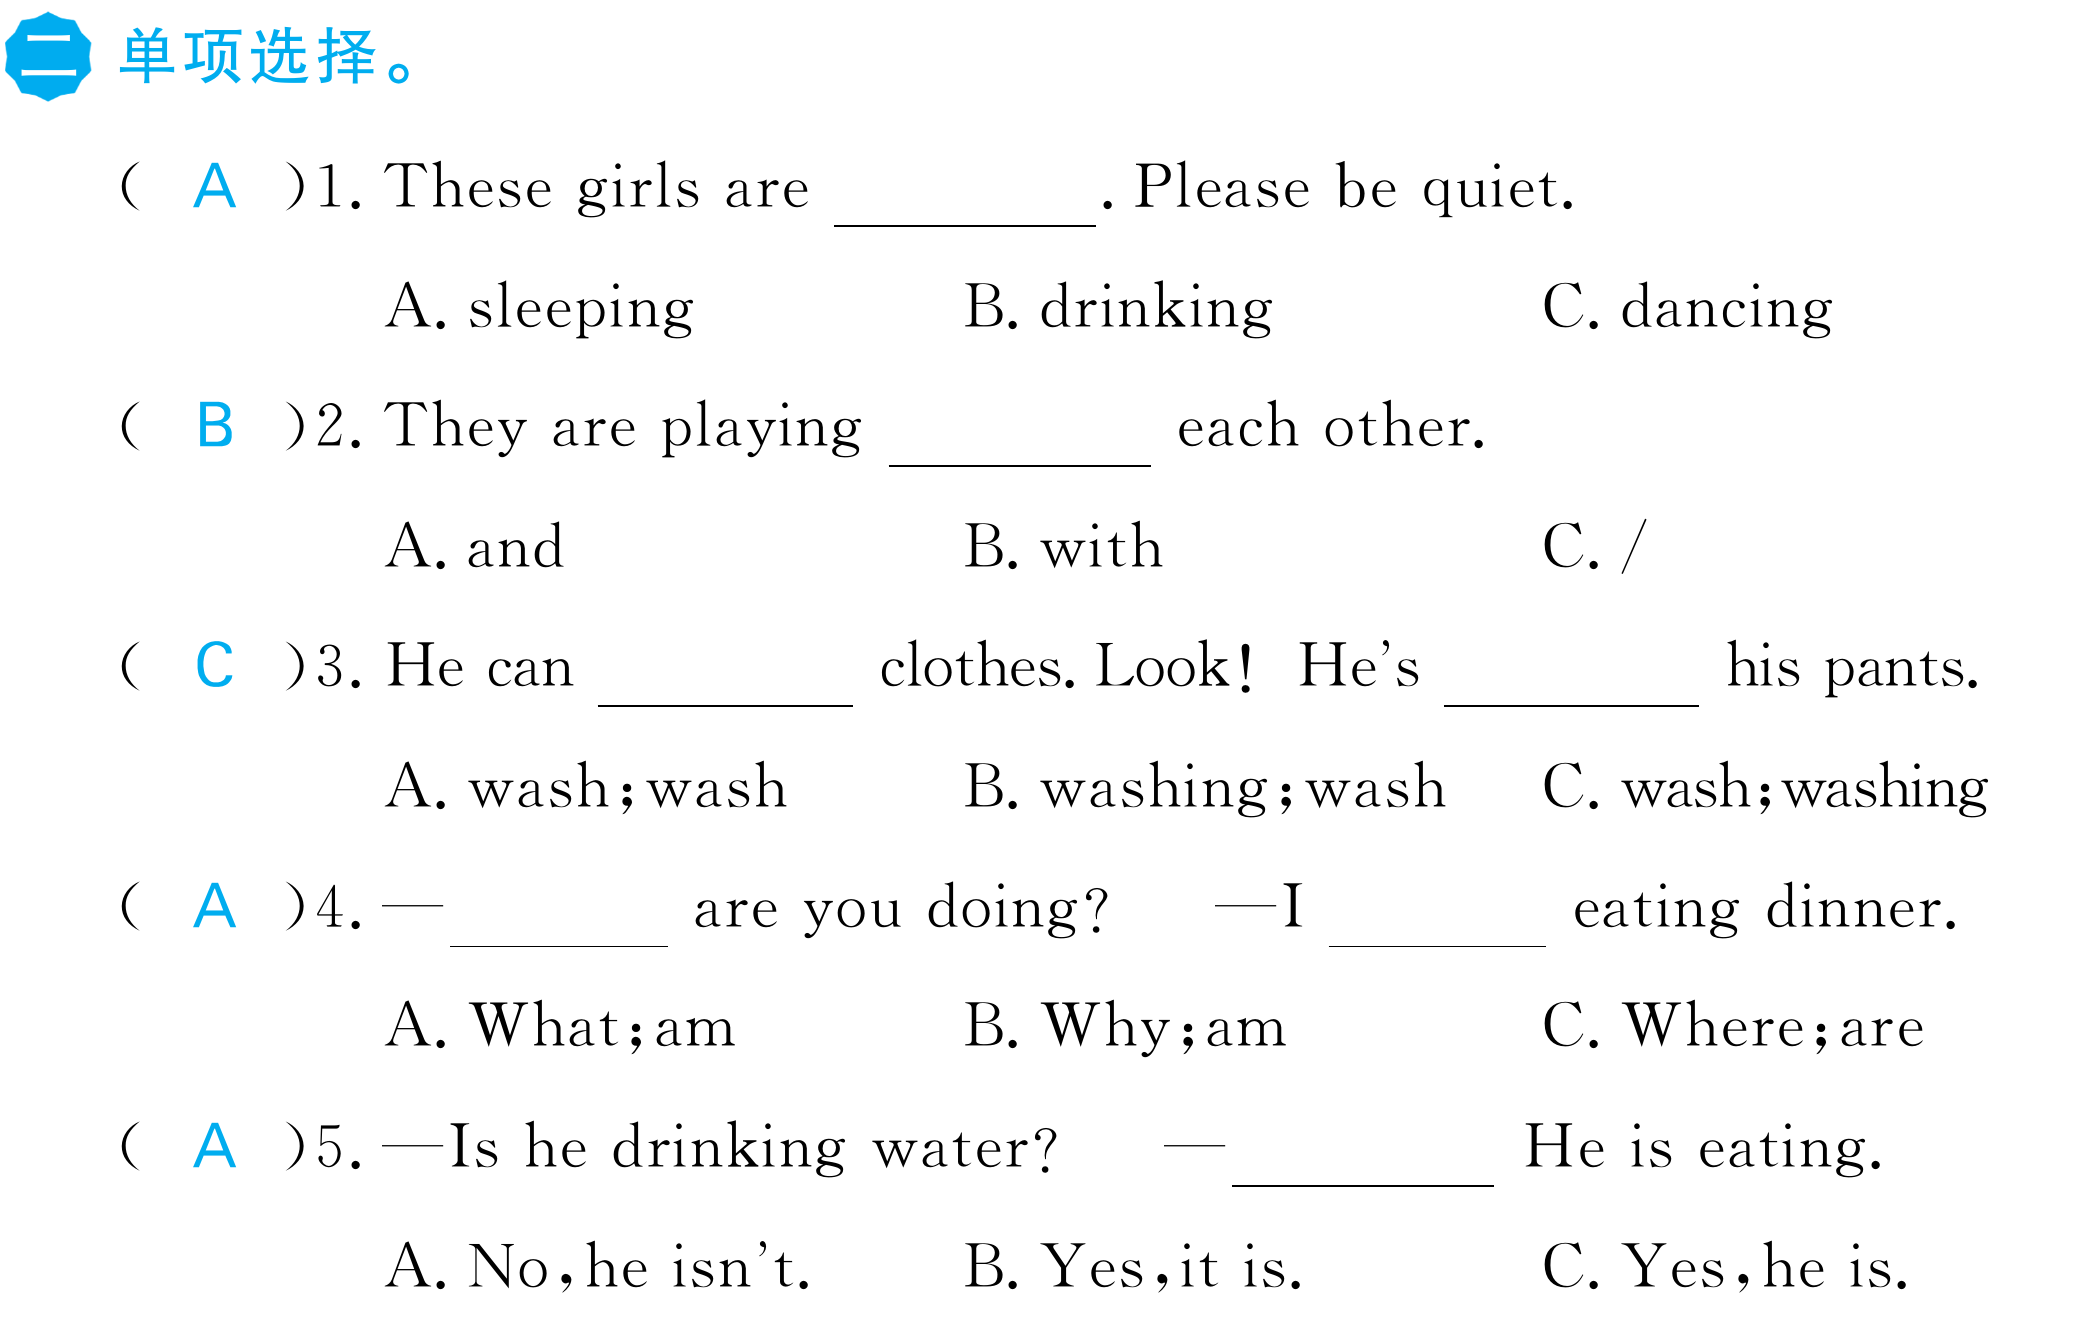 二 单项选择。
( A )1. These girls are ________. Please be quiet.
A. sleeping B. drinking C. dancing
( B )2. They are playing ________ each other.
A. and B. with C. /
( C )3. He can ________ clothes. Look! He's ________ his pants.
A. wash;wash B. washing;wash C. wash;washing
( A )4. —________ are you doing? —I ________ eating dinner.
A. What;am B. Why;am C. Where;are
( A )5. —Is he drinking water? —________ He is eating.
A. No,he isn't. B. Yes,it is. C. Yes,he is.